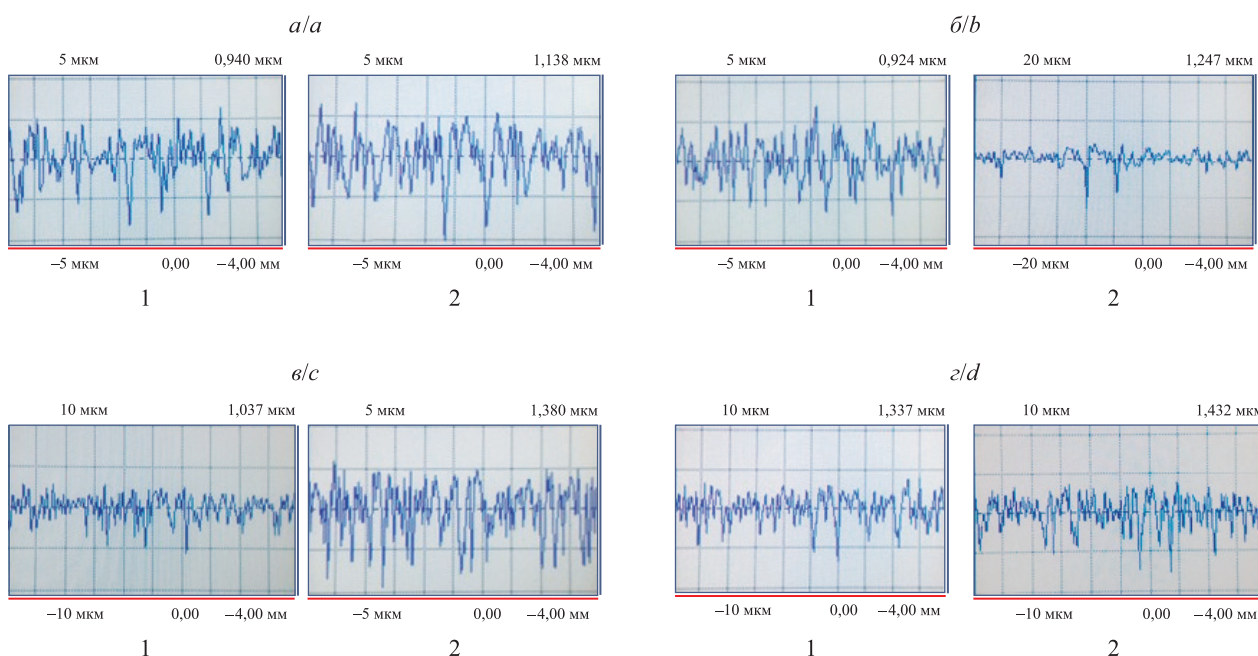 а/a
б/b
5 мкм 0,940 мкм 5 мкм 1,138 мкм
5 мкм 0,924 мкм 20 мкм 1,247 мкм
–5 мкм 0,00 –4,00 мм –5 мкм 0,00 –4,00 мм
–5 мкм 0,00 –4,00 мм –20 мкм 0,00 –4,00 мм
1 2
1 2
в/c
г/d
10 мкм 1,037 мкм 5 мкм 1,380 мкм
10 мкм 1,337 мкм 10 мкм 1,432 мкм
–10 мкм 0,00 –4,00 мм –5 мкм 0,00 –4,00 мм
–10 мкм 0,00 –4,00 мм –10 мкм 0,00 –4,00 мм
1 2
1 2